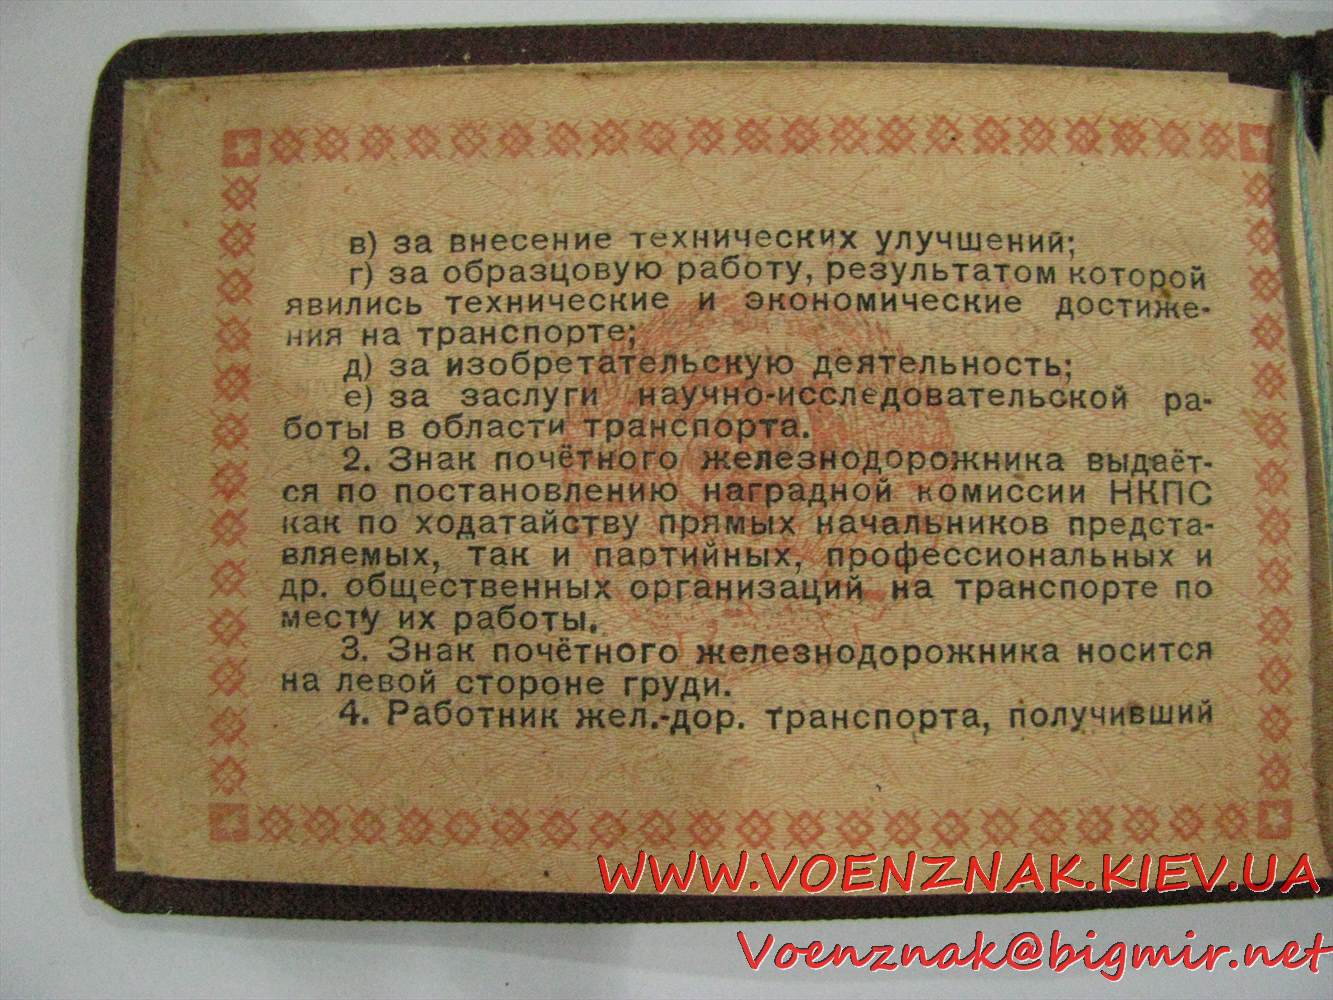 в) за внесение технических улучшений;
г) за образцовую работу, результатом которой
явились технические и экономические достиже-
ния на транспорте;
д) за изобретательскую деятельность;
е) за заслуги научно-исследовательской ра-
боты в области транспорта.
2. Знак почётного железнодорожника выдаёт-
ся по постановлению наградной комиссии НКПС
как по ходатайству прямых начальников предста-
вляемых, так и партийных, профессиональных и
др. общественных организаций на транспорте по
месту их работы.
3. Знак почётного железнодорожника носится
на левой стороне груди.
4. Работник жел.-дор. транспорта, получивший
WWW.VOENZNAK.KIEV.UA
Voenznak@bigmir.net